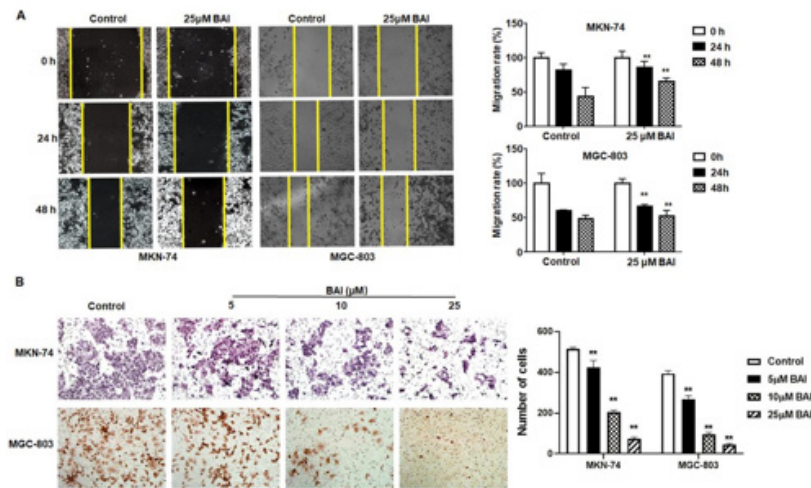 A
Control
25μM BAI
Control
25μM BAI
0 h
24 h
48 h
MKN-74
MGC-803
MKN-74
Migration rate (%)
150
100
50
0
Control
25 μM BAI
**
**
0 h
24 h
48 h
MGC-803
Migration rate (%)
150
100
50
0
Control
25 μM BAI
**
**
0h
24h
48h
B
BAI (μM)
Control
5
10
25
MKN-74
MGC-803
Number of cells
600
400
200
0
**
**
**
**
**
**
MKN-74
MGC-803
Control
5μM BAI
10μM BAI
25μM BAI